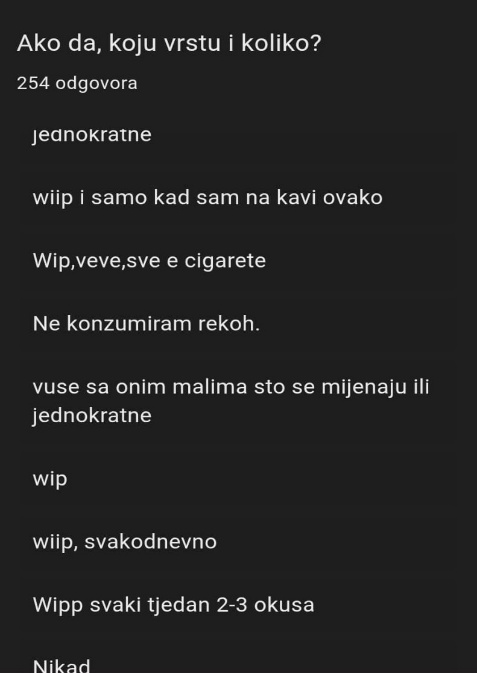 Ako da, koju vrstu i koliko?
254 odgovora
jednokratne
wiip i samo kad sam na kavi ovako
Wip,veve,sve e cigarete
Ne konzumiram rekoh.
vuse sa onim malima sto se mijenaju ili
jednokratne
wip
wiip, svakodnevno
Wipp svaki tjedan 2-3 okusa
Nikad